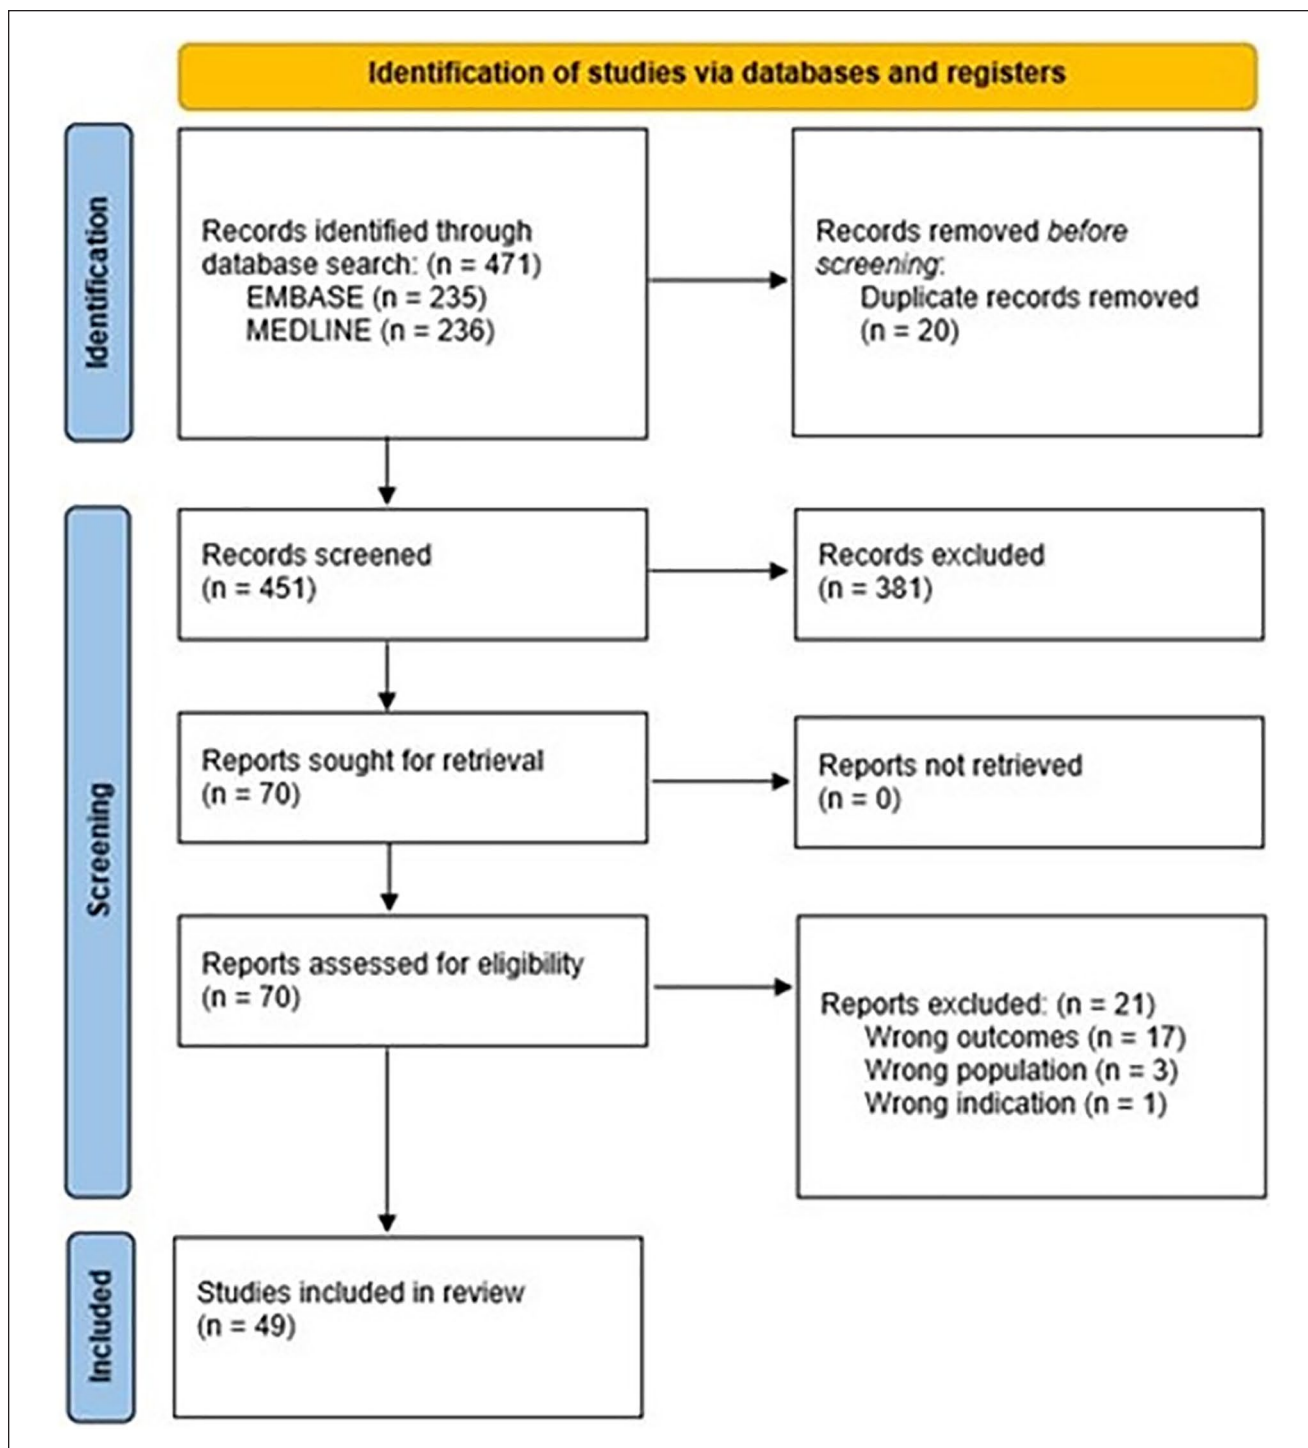 Identification of studies via databases and registers
Identification
Records identified through
database search: (n = 471)
EMBASE (n = 235)
MEDLINE (n = 236)
Records removed before
screening:
Duplicate records removed
(n = 20)
Screening
Records screened
(n = 451)
Records excluded
(n = 381)
Reports sought for retrieval
(n = 70)
Reports not retrieved
(n = 0)
Reports assessed for eligibility
(n = 70)
Reports excluded: (n = 21)
Wrong outcomes (n = 17)
Wrong population (n = 3)
Wrong indication (n = 1)
Included
Studies included in review
(n = 49)